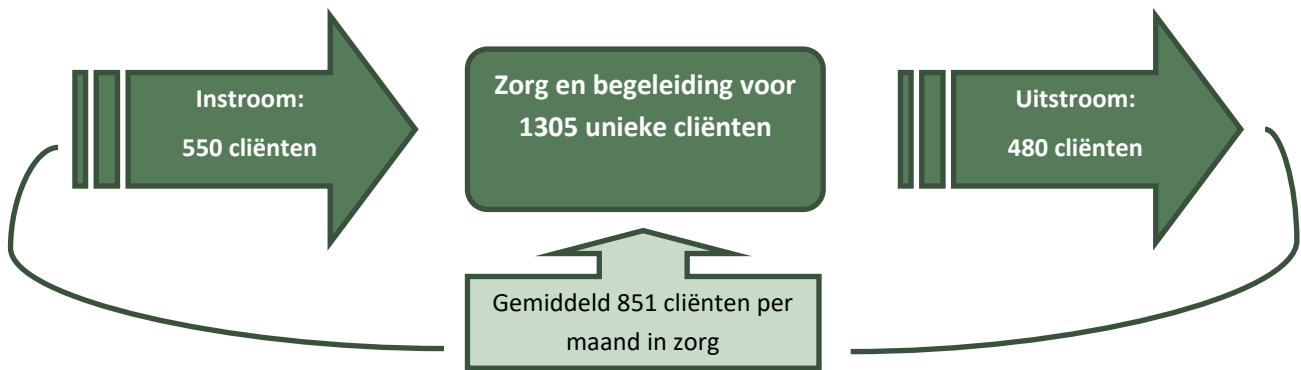 Instroom:
550 cliënten
Zorg en begeleiding voor
1305 unieke cliënten
Uitstroom:
480 cliënten
Gemiddeld 851 cliënten per
maand in zorg